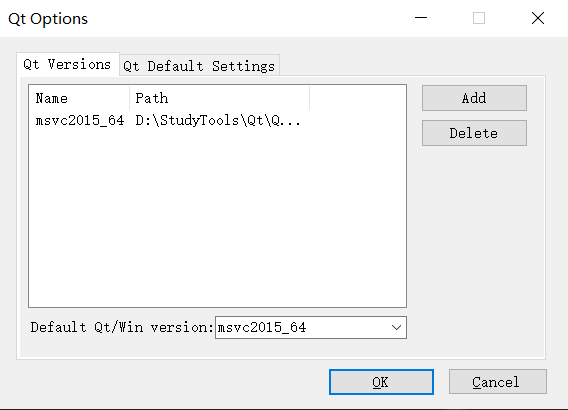 Qt Options
Qt Versions
Qt Default Settings
Name Path
msvc2015_64 D:\StudyTools\Qt\Q...
Add
Delete
Default Qt/Win version: msvc2015_64
OK
Cancel